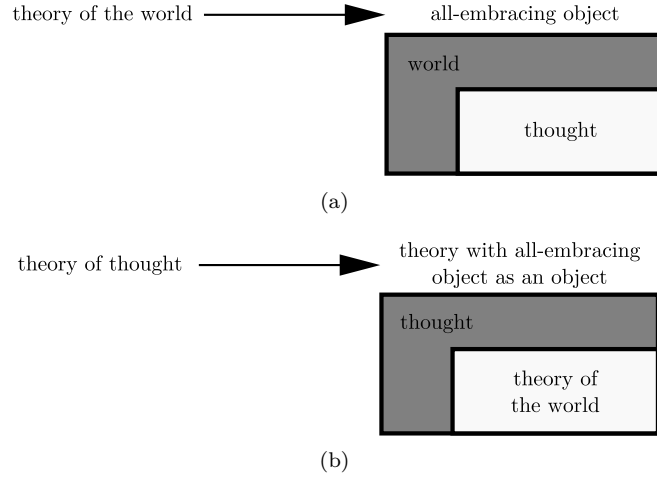 theory of the world
all-embracing object
world
thought
(a)
theory of thought
theory with all-embracing
object as an object
thought
theory of
the world
(b)